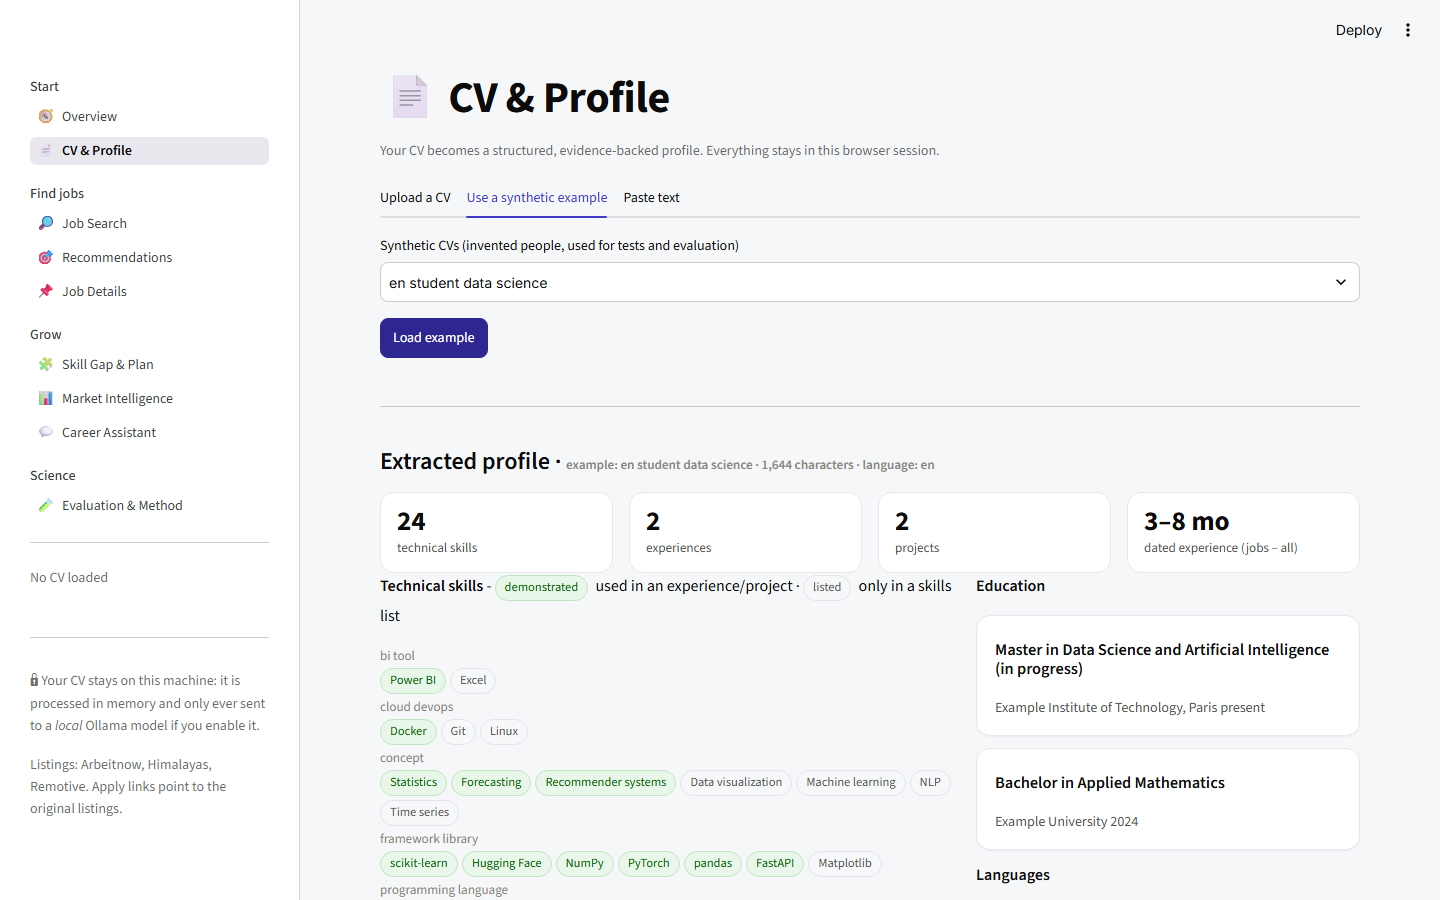 Deploy
Start
Overview
CV & Profile
Find jobs
Job Search
Recommendations
Job Details
Grow
Skill Gap & Plan
Market Intelligence
Career Assistant
Science
Evaluation & Method
No CV loaded
Your CV stays on this machine: it is
processed in memory and only ever sent
to a local Ollama model if you enable it.
Listings: Arbeitnow, Himalayas,
Remotive. Apply links point to the
original listings.
CV & Profile
Your CV becomes a structured, evidence-backed profile. Everything stays in this browser session.
Upload a CV Use a synthetic example Paste text
Synthetic CVs (invented people, used for tests and evaluation)
en student data science
Load example
Extracted profile · example: en student data science · 1,644 characters · language: en
24
technical skills
2
experiences
2
projects
3–8 mo
dated experience (jobs – all)
Technical skills - demonstrated used in an experience/project · listed only in a skills
list
bi tool
Power BI Excel
cloud devops
Docker Git Linux
concept
Statistics Forecasting Recommender systems Data visualization Machine learning NLP
Time series
framework library
scikit-learn Hugging Face NumPy PyTorch pandas FastAPI Matplotlib
programming language
Education
Master in Data Science and Artificial Intelligence
(in progress)
Example Institute of Technology, Paris present
Bachelor in Applied Mathematics
Example University 2024
Languages